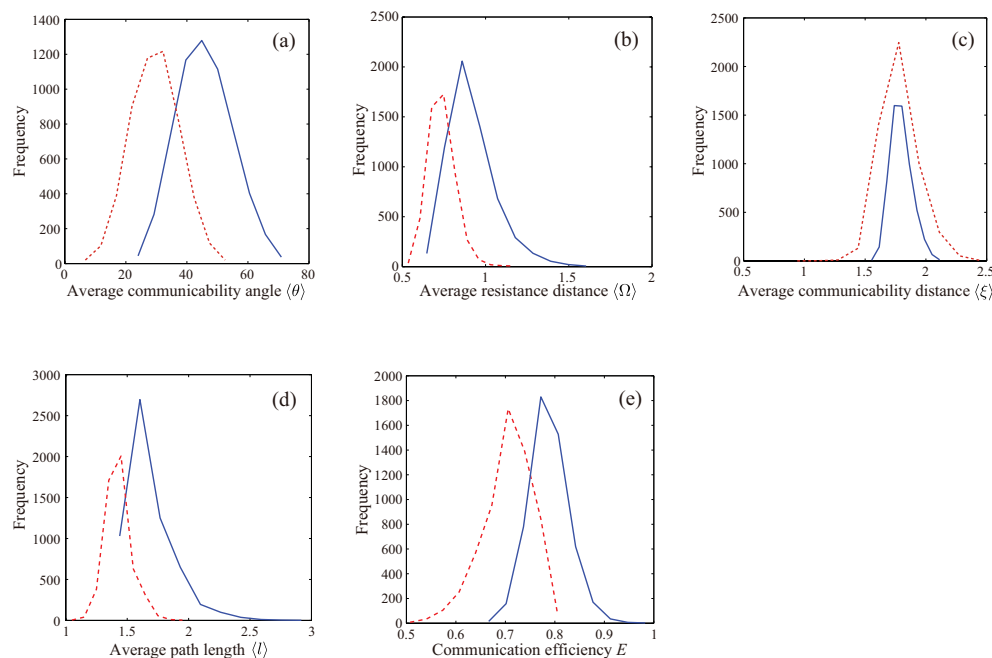 (a)
1400
1200
1000
800
600
400
200
0
Frequency
0 20 40 60 80
Average communicability angle ⟨θ⟩
(b)
2500
2000
1500
1000
500
0
Frequency
0.5 1 1.5 2
Average resistance distance ⟨Ω⟩
(c)
2500
2000
1500
1000
500
0
Frequency
0.5 1 1.5 2 2.5
Average communicability distance ⟨ξ⟩
(d)
3000
2500
2000
1500
1000
500
0
Frequency
1 1.5 2 2.5 3
Average path length ⟨l⟩
(e)
2000
1800
1600
1400
1200
1000
800
600
400
200
0
Frequency
0.5 0.6 0.7 0.8 0.9 1
Communication efficiency E